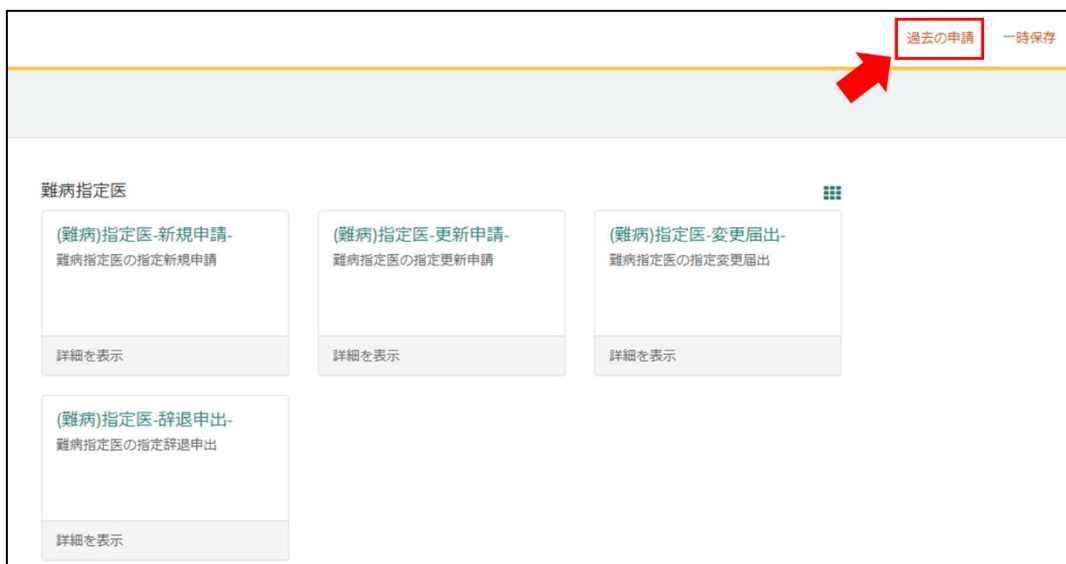 過去の申請 一時保存
難病指定医
(難病)指定医-新規申請-
難病指定医の指定新規申請
詳細を表示
(難病)指定医-更新申請-
難病指定医の指定更新申請
詳細を表示
(難病)指定医-変更届出-
難病指定医の指定変更届出
詳細を表示
(難病)指定医-辞退申出-
難病指定医の指定辞退申出
詳細を表示